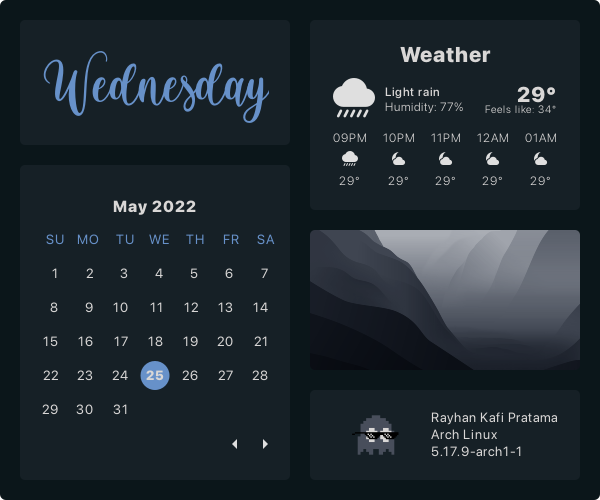 Wednesday
May 2022
SU MO TU WE TH FR SA
1 2 3 4 5 6 7
8 9 10 11 12 13 14
15 16 17 18 19 20 21
22 23 24 25 26 27 28
29 30 31
Weather
Light rain
Humidity: 77%
29°
Feels like: 34°
09PM 10PM 11PM 12AM 01AM
29° 29° 29° 29° 29°
Rayhan Kafi Pratama
Arch Linux
5.17.9-arch1-1